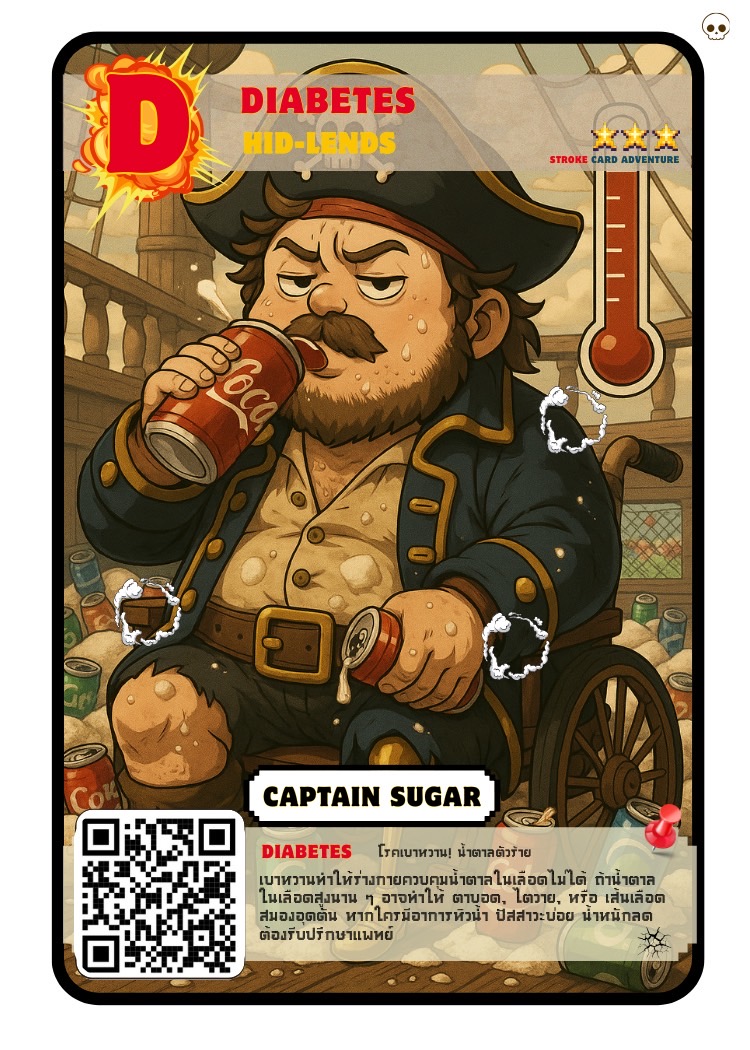 D
DIABETES
HID-LENDS
STROKE CARD ADVENTURE
Coca
CAPTAIN SUGAR
DIABETES โรคเบาหวาน! น้ำตาลตัวร้าย
เบาหวานทำให้ร่างกายควบคุมน้ำตาลในเลือดไม่ได้ ถ้าน้ำตาล
ในเลือดสูงนาน ๆ อาจทำให้ ตาบอด, ไตวาย, หรือ เส้นเลือด
สมองอุดตัน หากใครมีอาการหิวน้ำ ปัสสาวะบ่อย น้ำหนักลด
ต้องรีบปรึกษาแพทย์